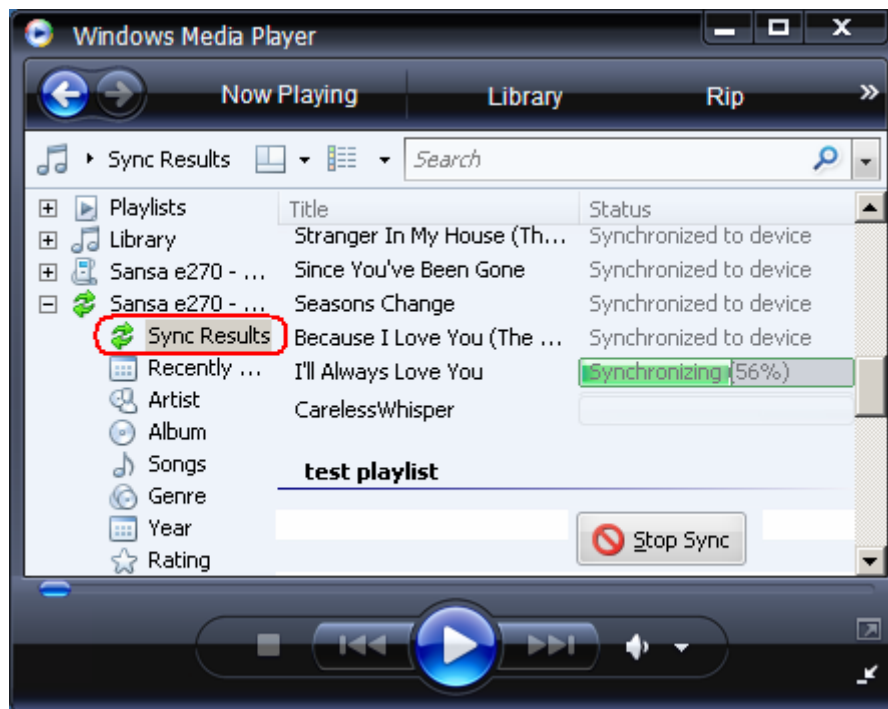 Windows Media Player
Now Playing Library Rip »
Sync Results Search
Playlists
Library
Sansa e270 - ...
Sansa e270 - ...
Sync Results
Recently ...
Artist
Album
Songs
Genre
Year
Rating
Title Status
Stranger In My House (Th... Synchronized to device
Since You've Been Gone Synchronized to device
Seasons Change Synchronized to device
Because I Love You (The ... Synchronized to device
I'll Always Love You Synchronizing (56%)
CarelessWhisper
test playlist
Stop Sync